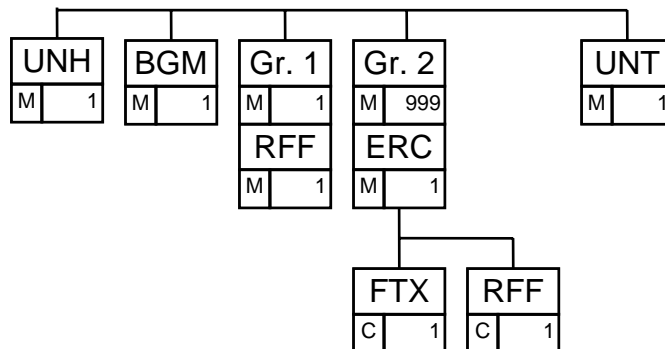 UNH BGM Gr. 1 Gr. 2 UNT
M 1 M 1 M 1 M 999 M 1
RFF ERC
M 1 M 1
FTX RFF
C 1 C 1